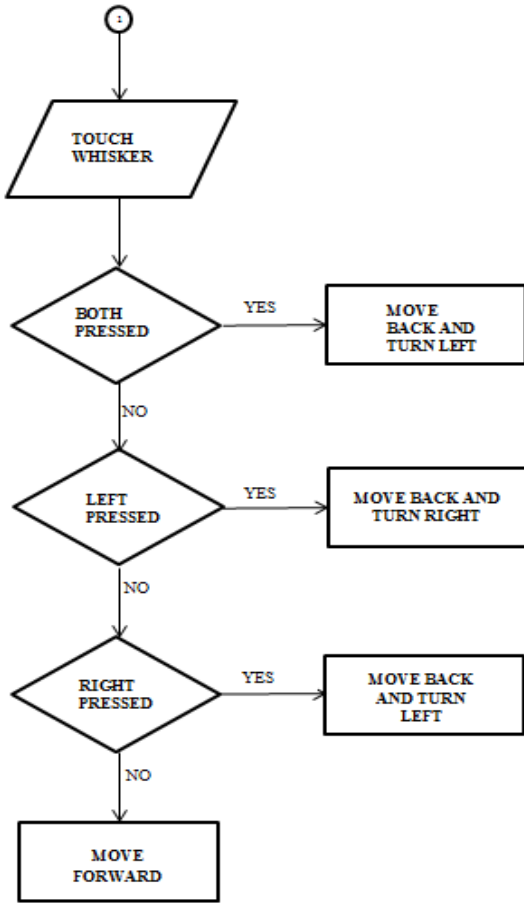 1
TOUCH
WHISKER
BOTH
PRESSED
YES
MOVE
BACK AND
TURN LEFT
NO
LEFT
PRESSED
YES
MOVE BACK AND
TURN RIGHT
NO
RIGHT
PRESSED
YES
MOVE BACK
AND TURN
LEFT
NO
MOVE
FORWARD